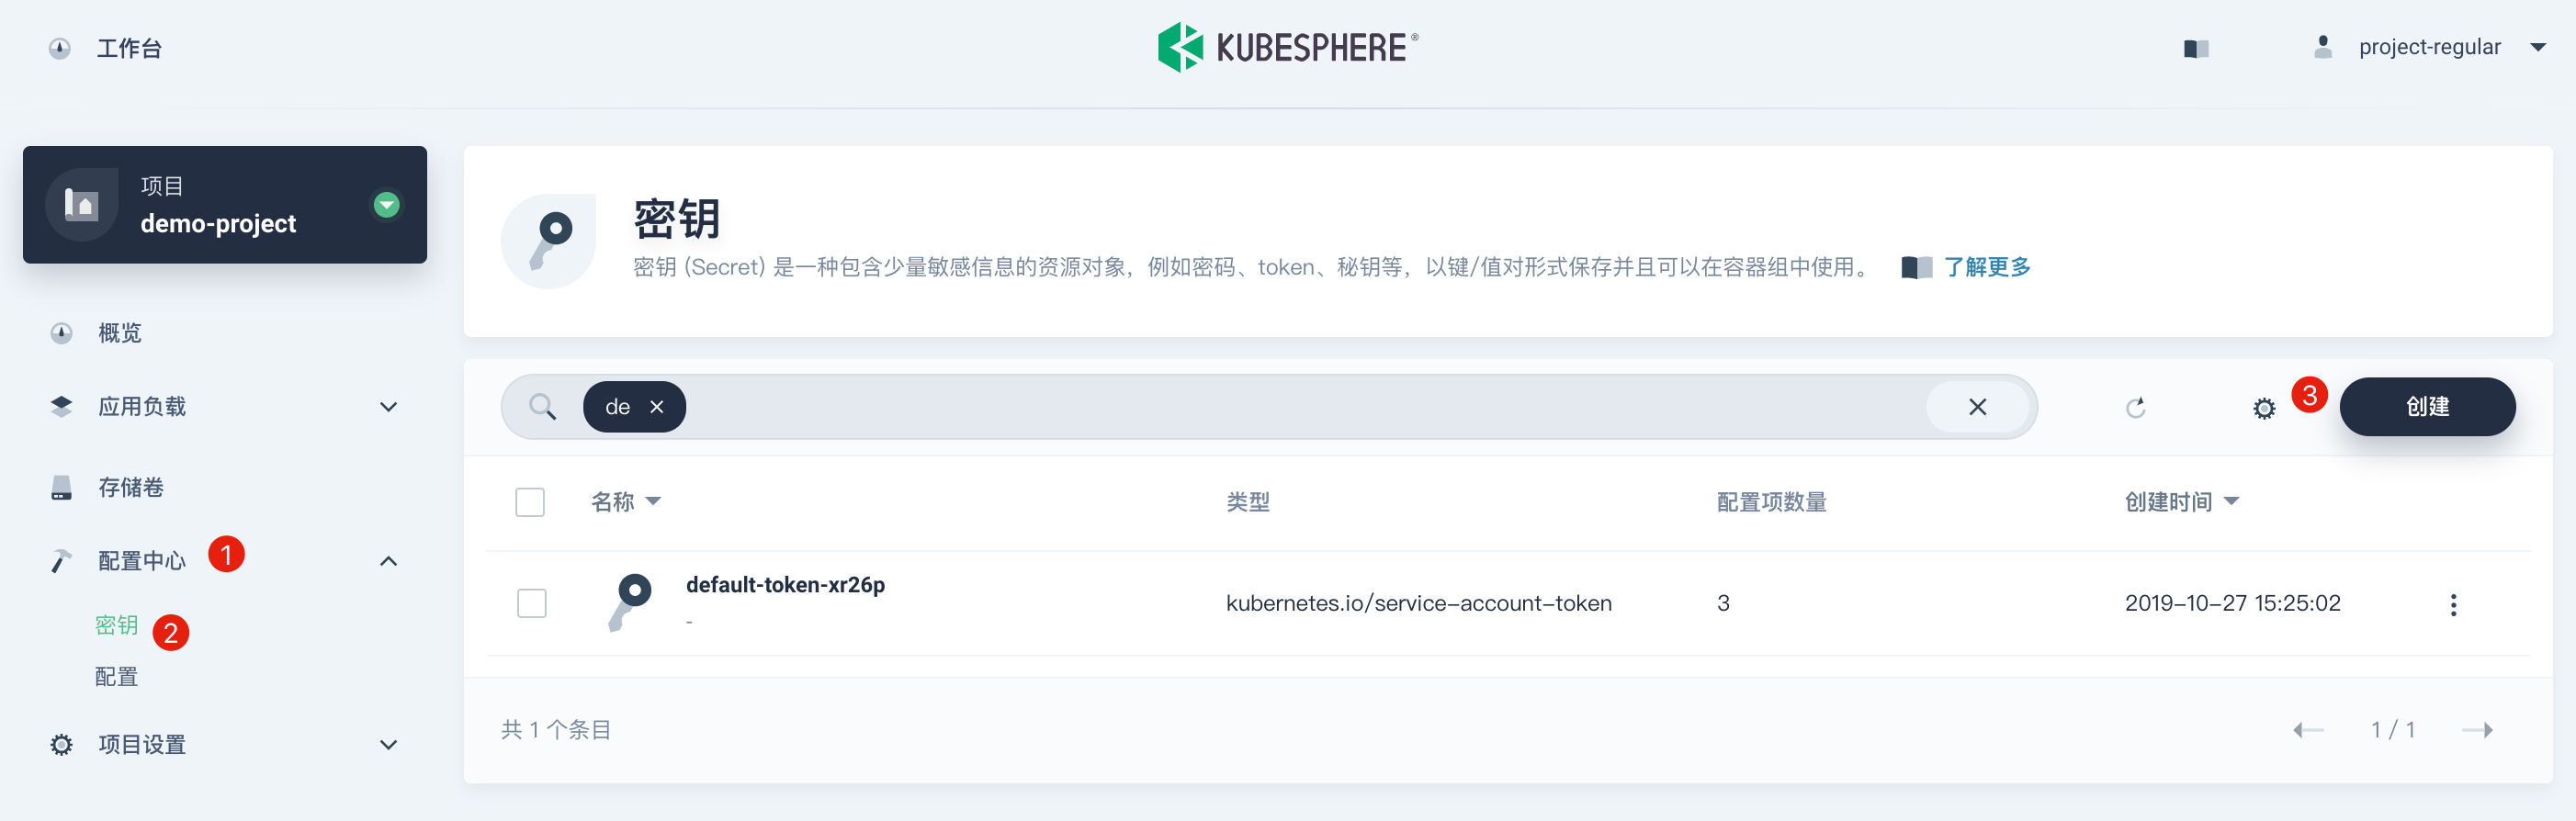 工作台
KUBESPHERE®
project-regular
项目
demo-project
概览
应用负载
存储卷
配置中心 1
密钥 2
配置
项目设置
密钥
密钥 (Secret) 是一种包含少量敏感信息的资源对象，例如密码、token、秘钥等，以键/值对形式保存并且可以在容器组中使用。 了解更多
de
3 创建
名称 类型 配置项数量 创建时间
default-token-xr26p kubernetes.io/service-account-token 3 2019-10-27 15:25:02
-
共 1 个条目
1 / 1